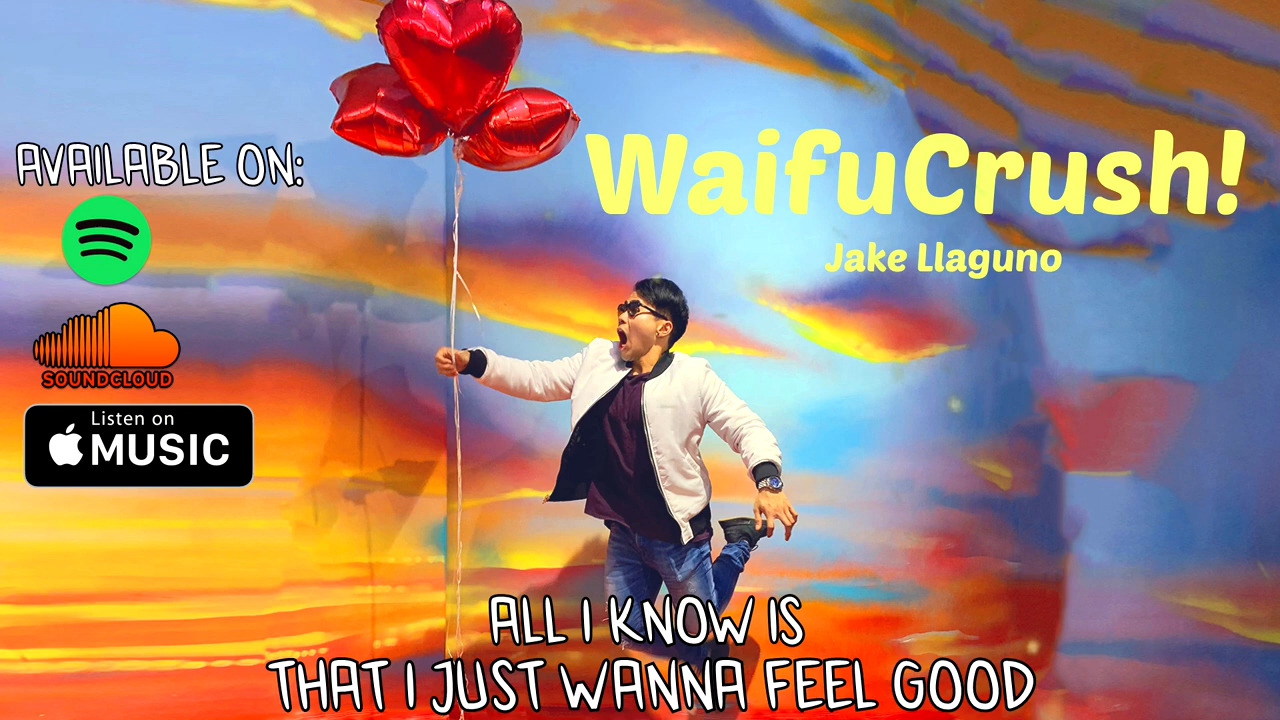 AVAILABLE ON:
SOUNDCLOUD
Listen on
MUSIC
WaifuCrush!
Jake Llaguno
ALL I KNOW IS
THAT I JUST WANNA FEEL GOOD